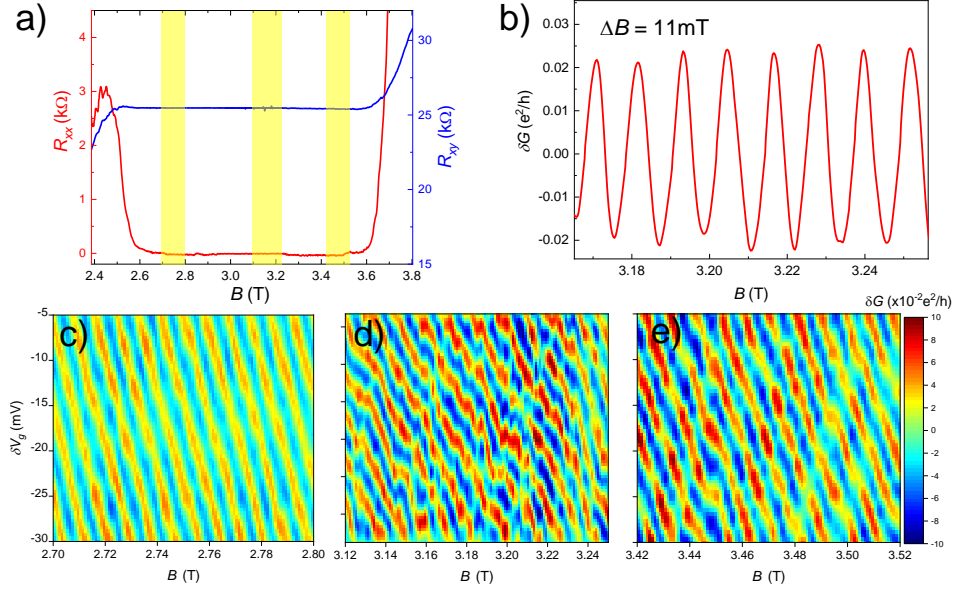 a)
4
3
2
1
0
R_xx (kΩ)
30
25
20
15
R_xy (kΩ)
2.4 2.6 2.8 3.0 3.2 3.4 3.6 3.8
B (T)
b)
ΔB = 11mT
0.03
0.02
0.01
0.00
-0.01
-0.02
δG (e²/h)
3.18 3.20 3.22 3.24
B (T)
δG (x10⁻²e²/h)
c)
-5
-10
-15
-20
-25
-30
δV_g (mV)
2.70 2.72 2.74 2.76 2.78 2.80
B (T)
d)
3.12 3.14 3.16 3.18 3.20 3.22 3.24
B (T)
e)
3.42 3.44 3.46 3.48 3.50 3.52
B (T)
10
8
6
4
2
0
-2
-4
-6
-8
-10